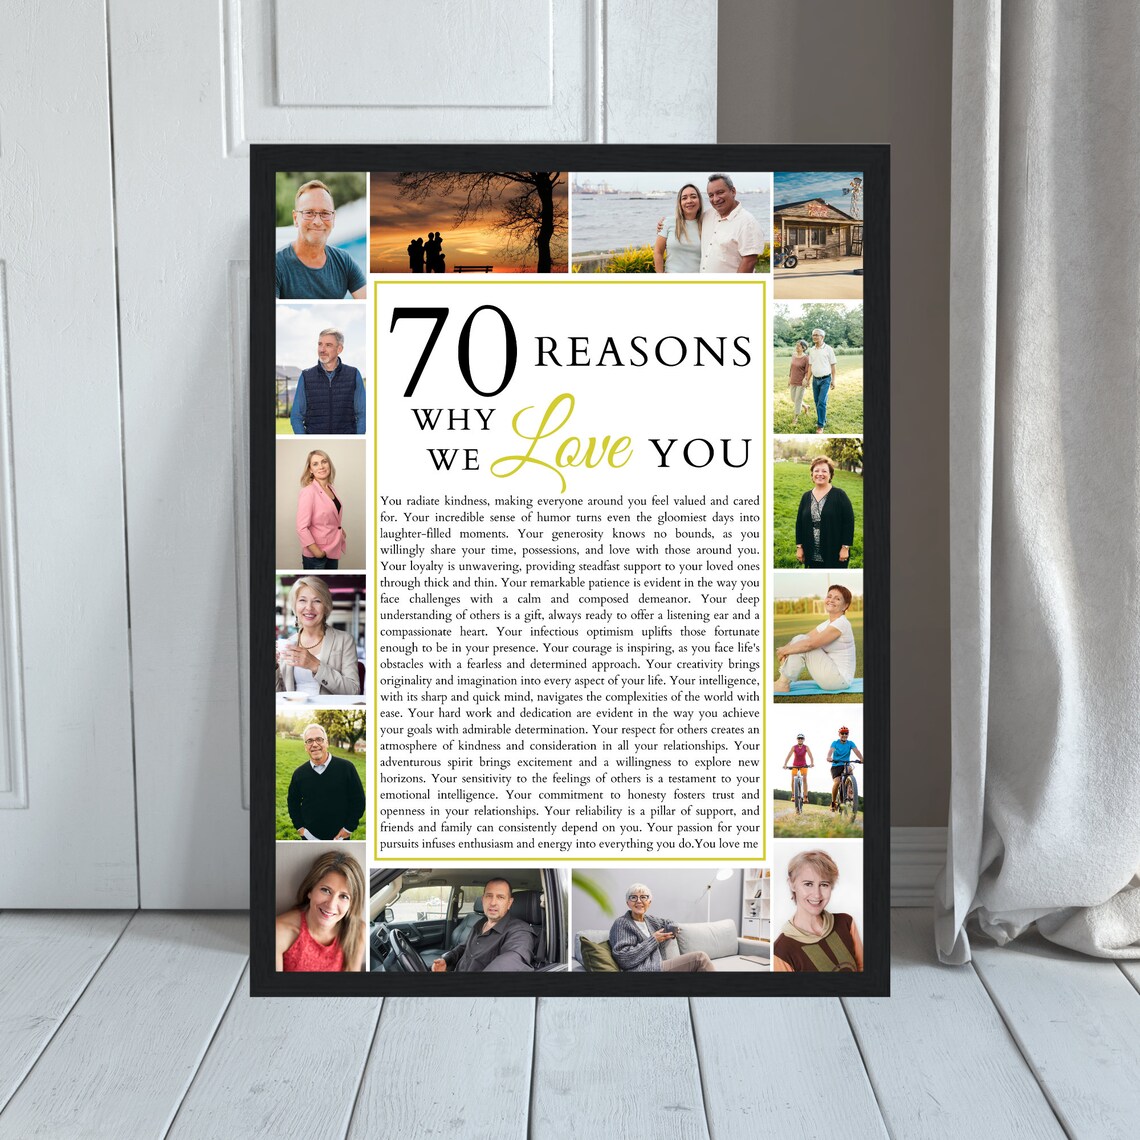 70 REASONS
WHY
WE Love YOU
You radiate kindness, making everyone around you feel valued and cared
for. Your incredible sense of humor turns even the gloomiest days into
laughter-filled moments. Your generosity knows no bounds, as you
willingly share your time, possessions, and love with those around you.
Your loyalty is unwavering, providing steadfast support to your loved ones
through thick and thin. Your remarkable patience is evident in the way you
face challenges with a calm and composed demeanor. Your deep
understanding of others is a gift, always ready to offer a listening ear and a
compassionate heart. Your infectious optimism uplifts those fortunate
enough to be in your presence. Your courage is inspiring, as you face life's
obstacles with a fearless and determined approach. Your creativity brings
originality and imagination into every aspect of your life. Your intelligence,
with its sharp and quick mind, navigates the complexities of the world with
ease. Your hard work and dedication are evident in the way you achieve
your goals with admirable determination. Your respect for others creates an
atmosphere of kindness and consideration in all your relationships. Your
adventurous spirit brings excitement and a willingness to explore new
horizons. Your sensitivity to the feelings of others is a testament to your
emotional intelligence. Your commitment to honesty fosters trust and
openness in your relationships. Your reliability is a pillar of support, and
friends and family can consistently depend on you. Your passion for your
pursuits infuses enthusiasm and energy into everything you do.You love me